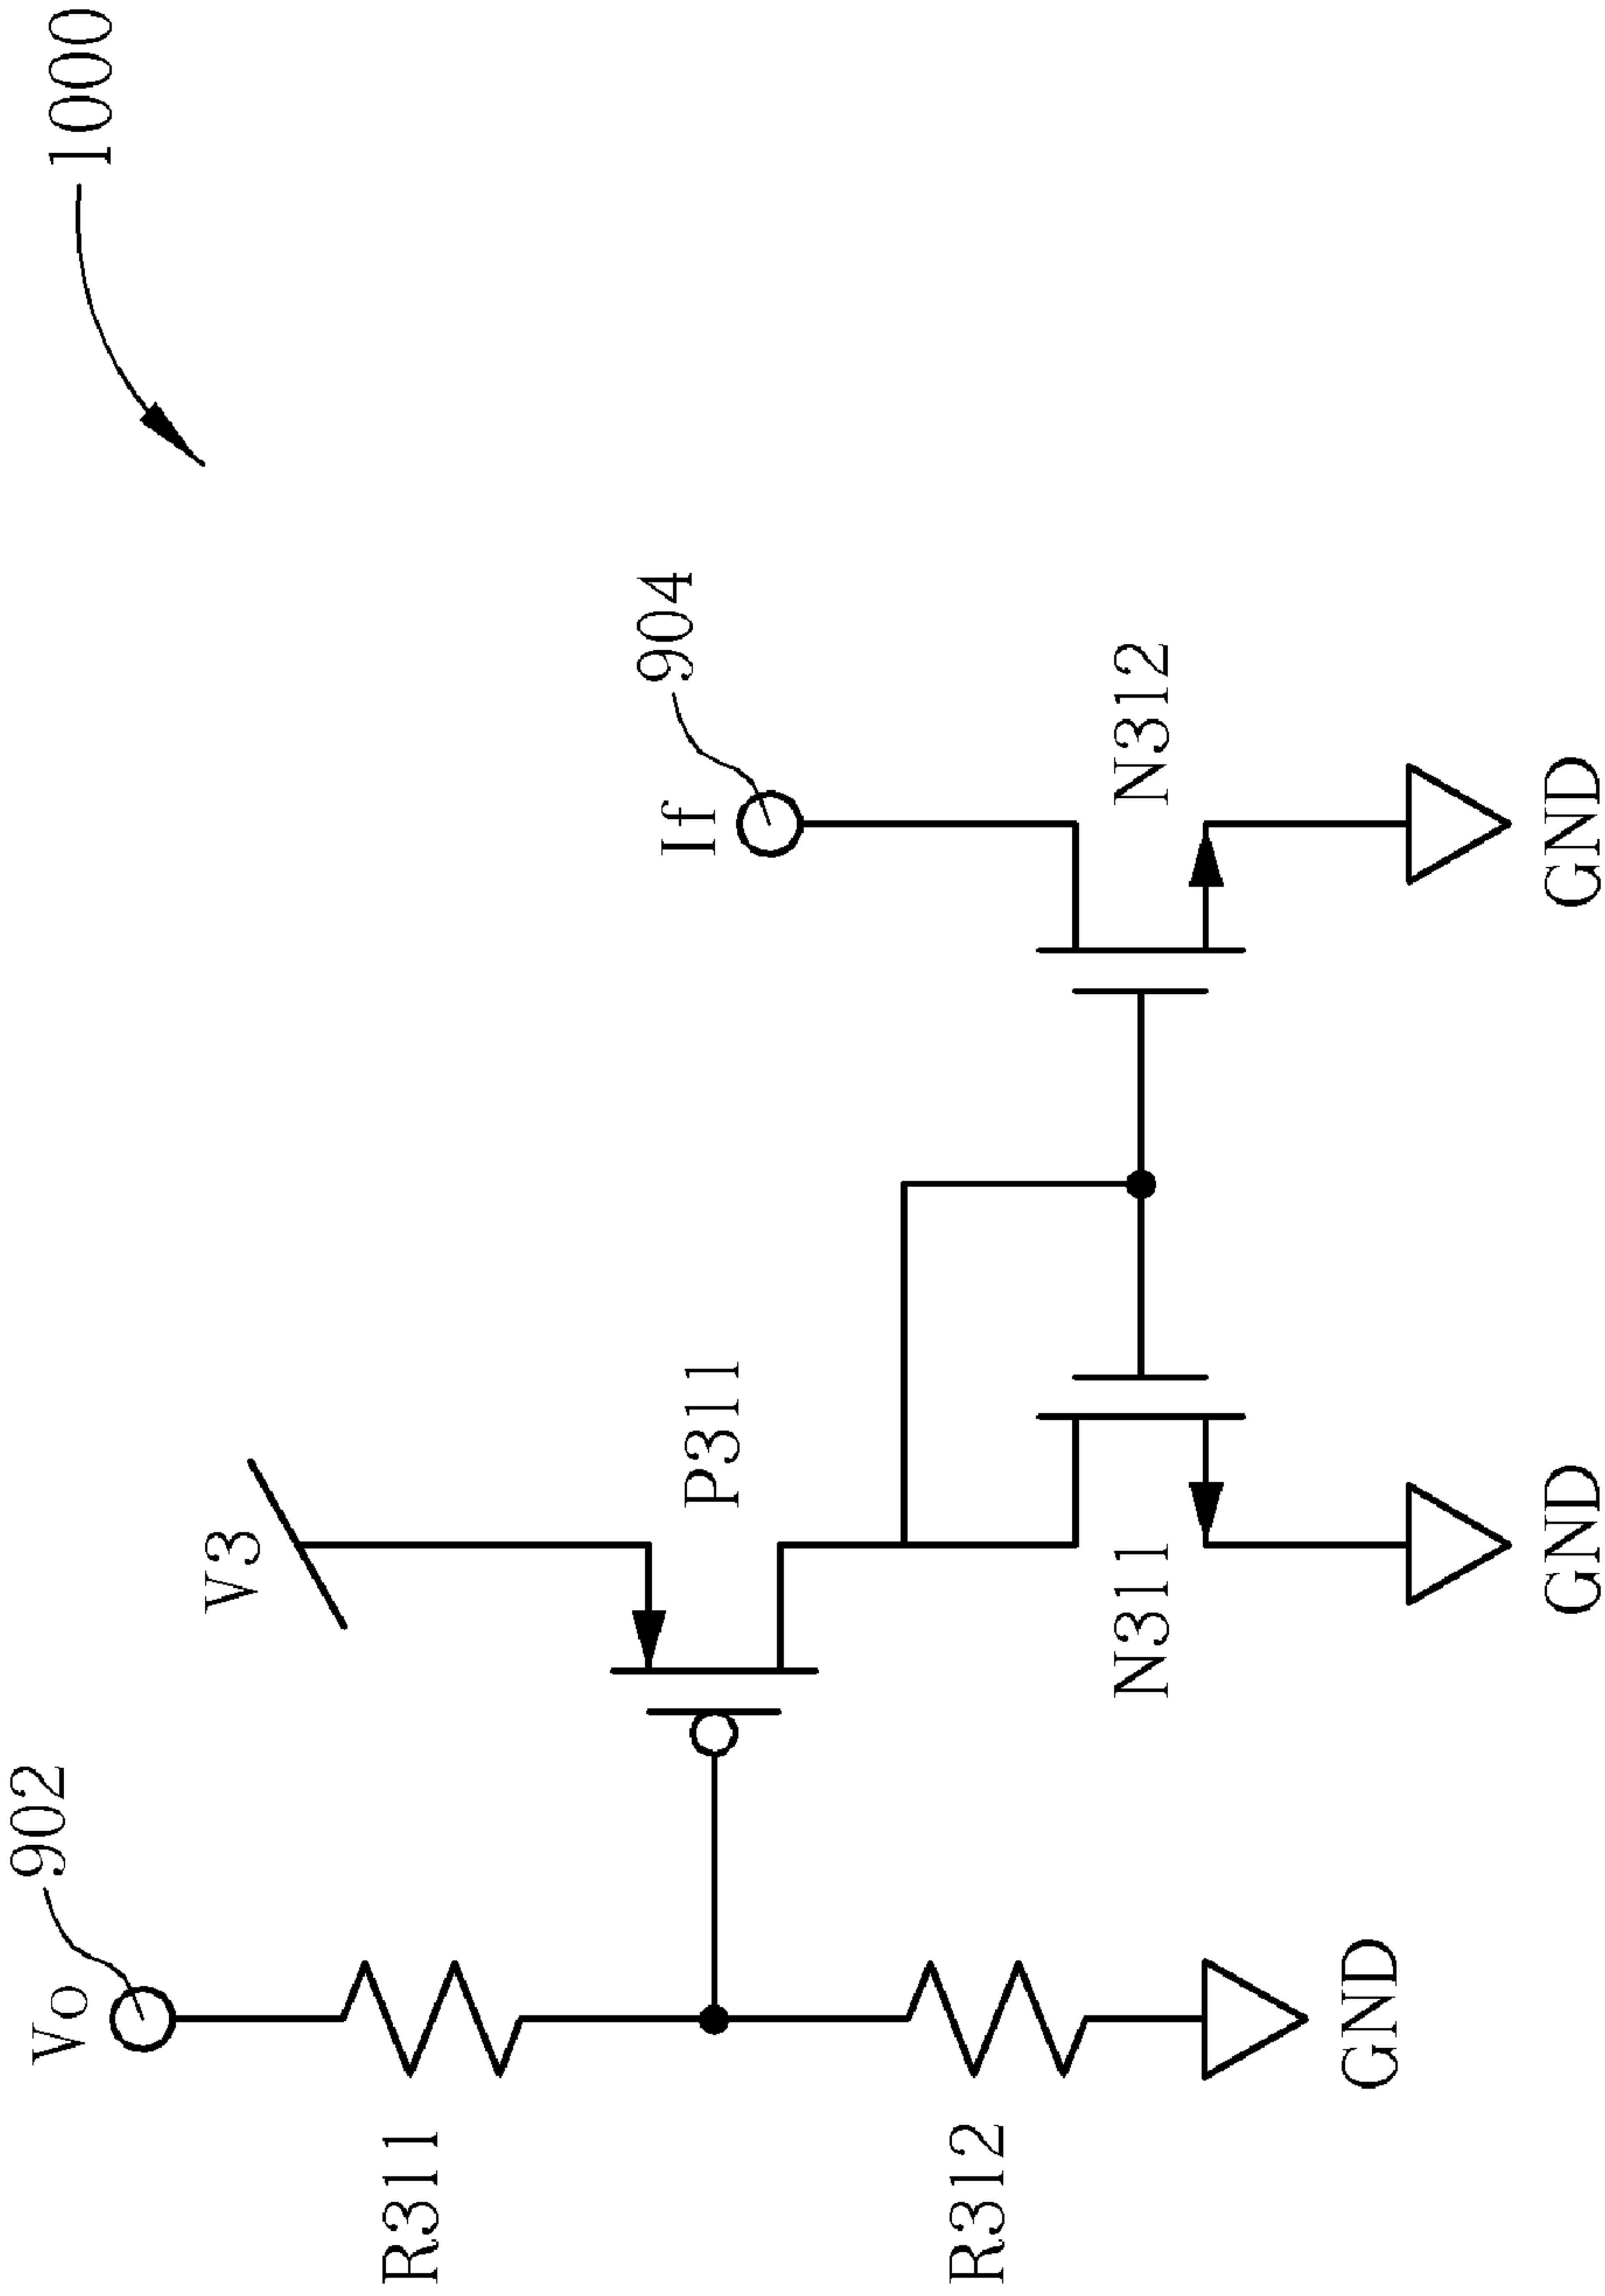 1000
Vo
902
V3
R311
P311
If
904
R312
N311
N312
GND
GND
GND